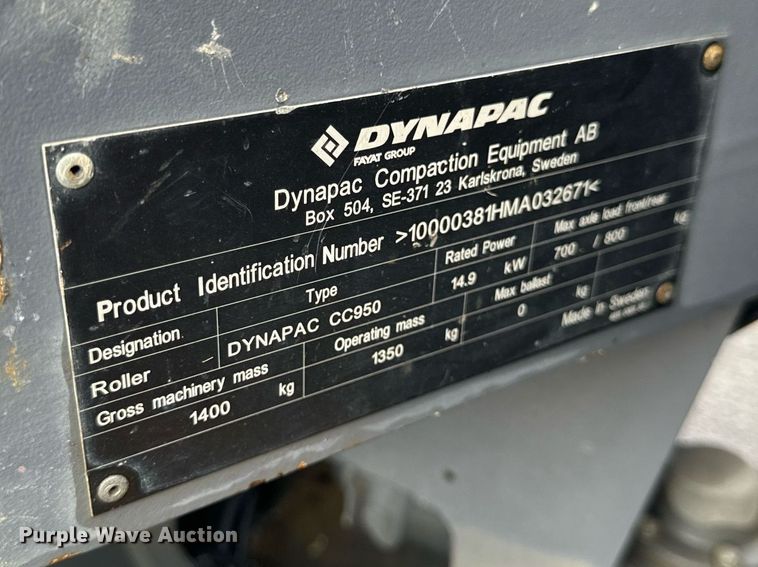 DYNAPAC
FAYAT GROUP
Dynapac Compaction Equipment AB
Box 504, SE-371 23 Karlskrona, Sweden
Product Identification Number >10000381HMA032671<
Designation Type Rated Power Max axle load front/rear
Roller DYNAPAC CC950 14.9 kW 700 / 800 kg
Gross machinery mass Operating mass Max ballast
1400 kg 1350 kg 0 kg
Made in Sweden
Purple Wave Auction